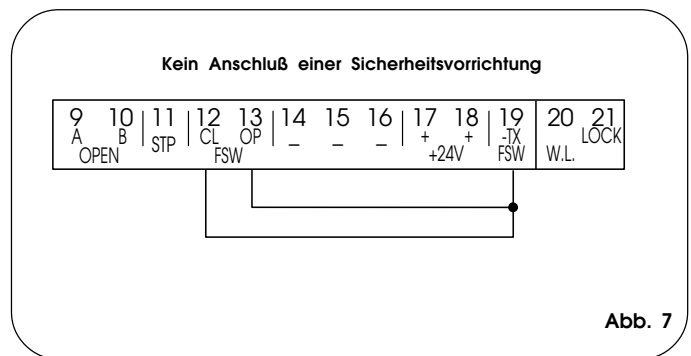 Kein Anschluß einer Sicherheitsvorrichtung
9 10 11 12 13 14 15 16 17 18 19 20 21
A B STP CL OP _ _ _ + + -TX LOCK
OPEN FSW +24V FSW W.L.
Abb. 7